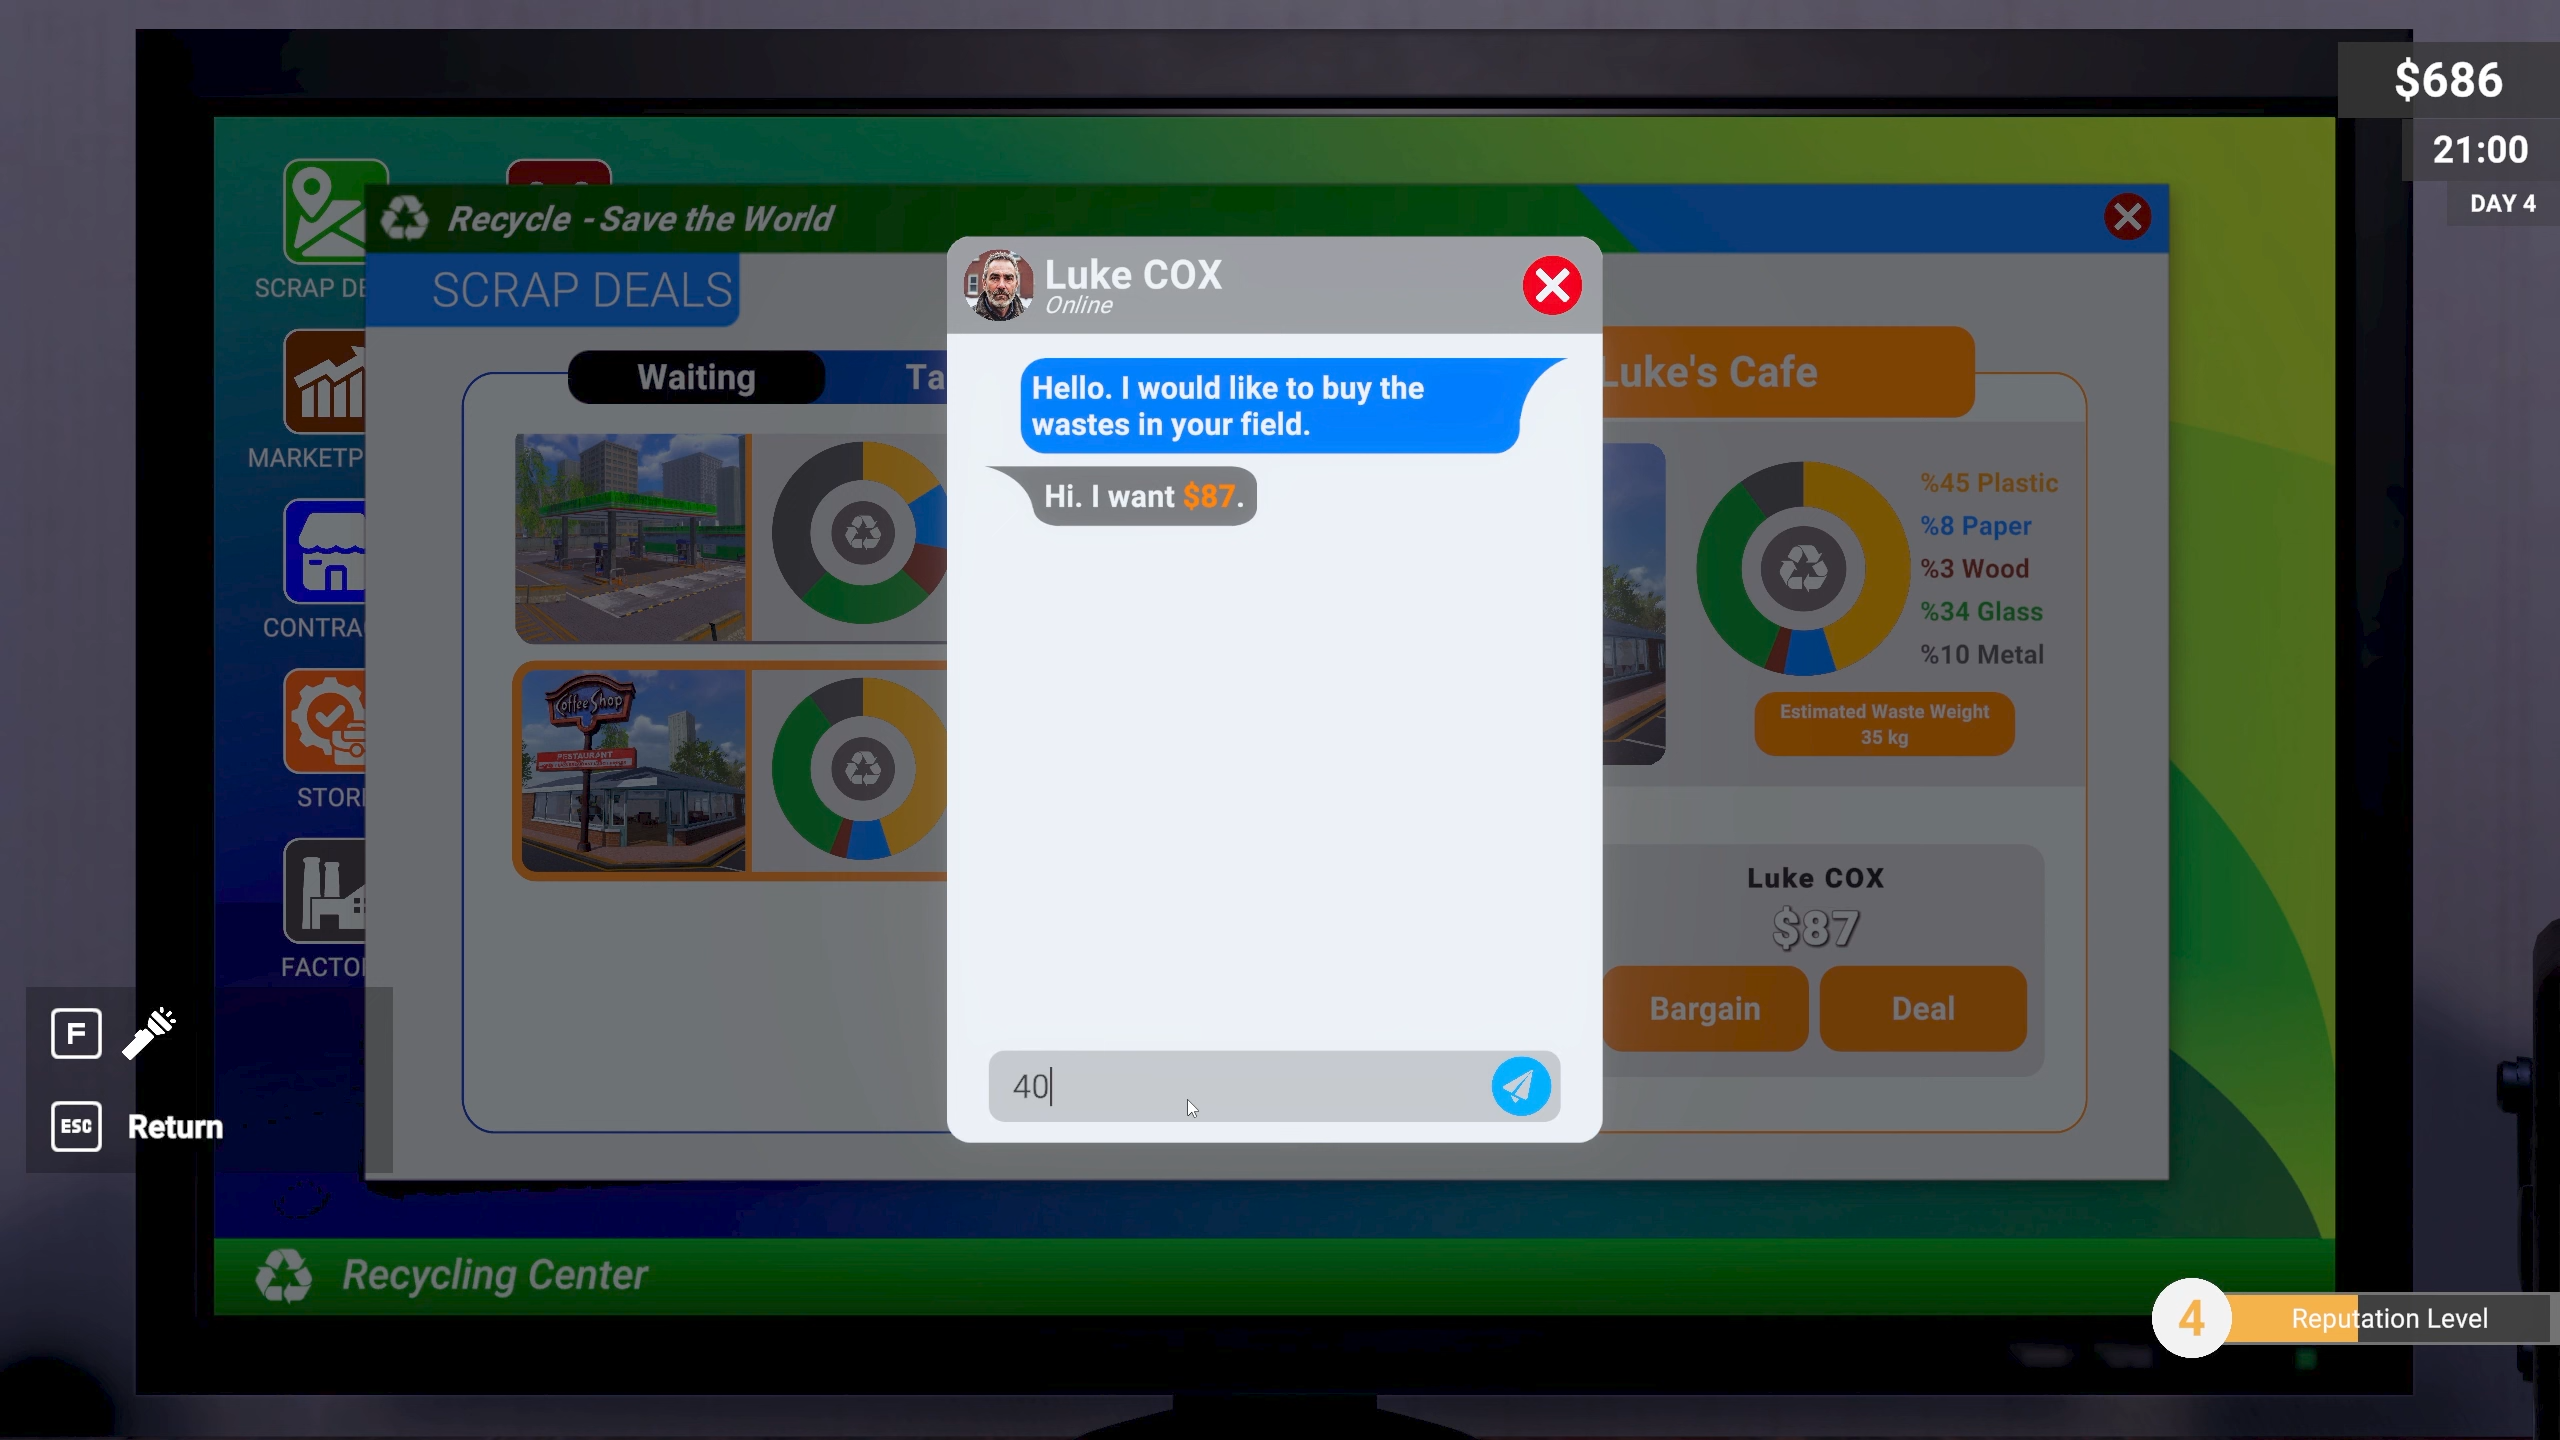 $686
21:00
DAY 4
SCRAP DE
MARKETP
CONTRA
STOR
FACTO
Recycle - Save the World
SCRAP DEALS
Waiting
Ta
Luke COX
Online
Hello. I would like to buy the
wastes in your field.
Hi. I want $87.
40
Luke's Cafe
%45 Plastic
%8 Paper
%3 Wood
%34 Glass
%10 Metal
Estimated Waste Weight
35 kg
Luke COX
$87
Bargain
Deal
Coffee Shop
RESTAURANT
F
ESC
Return
Recycling Center
4
Reputation Level